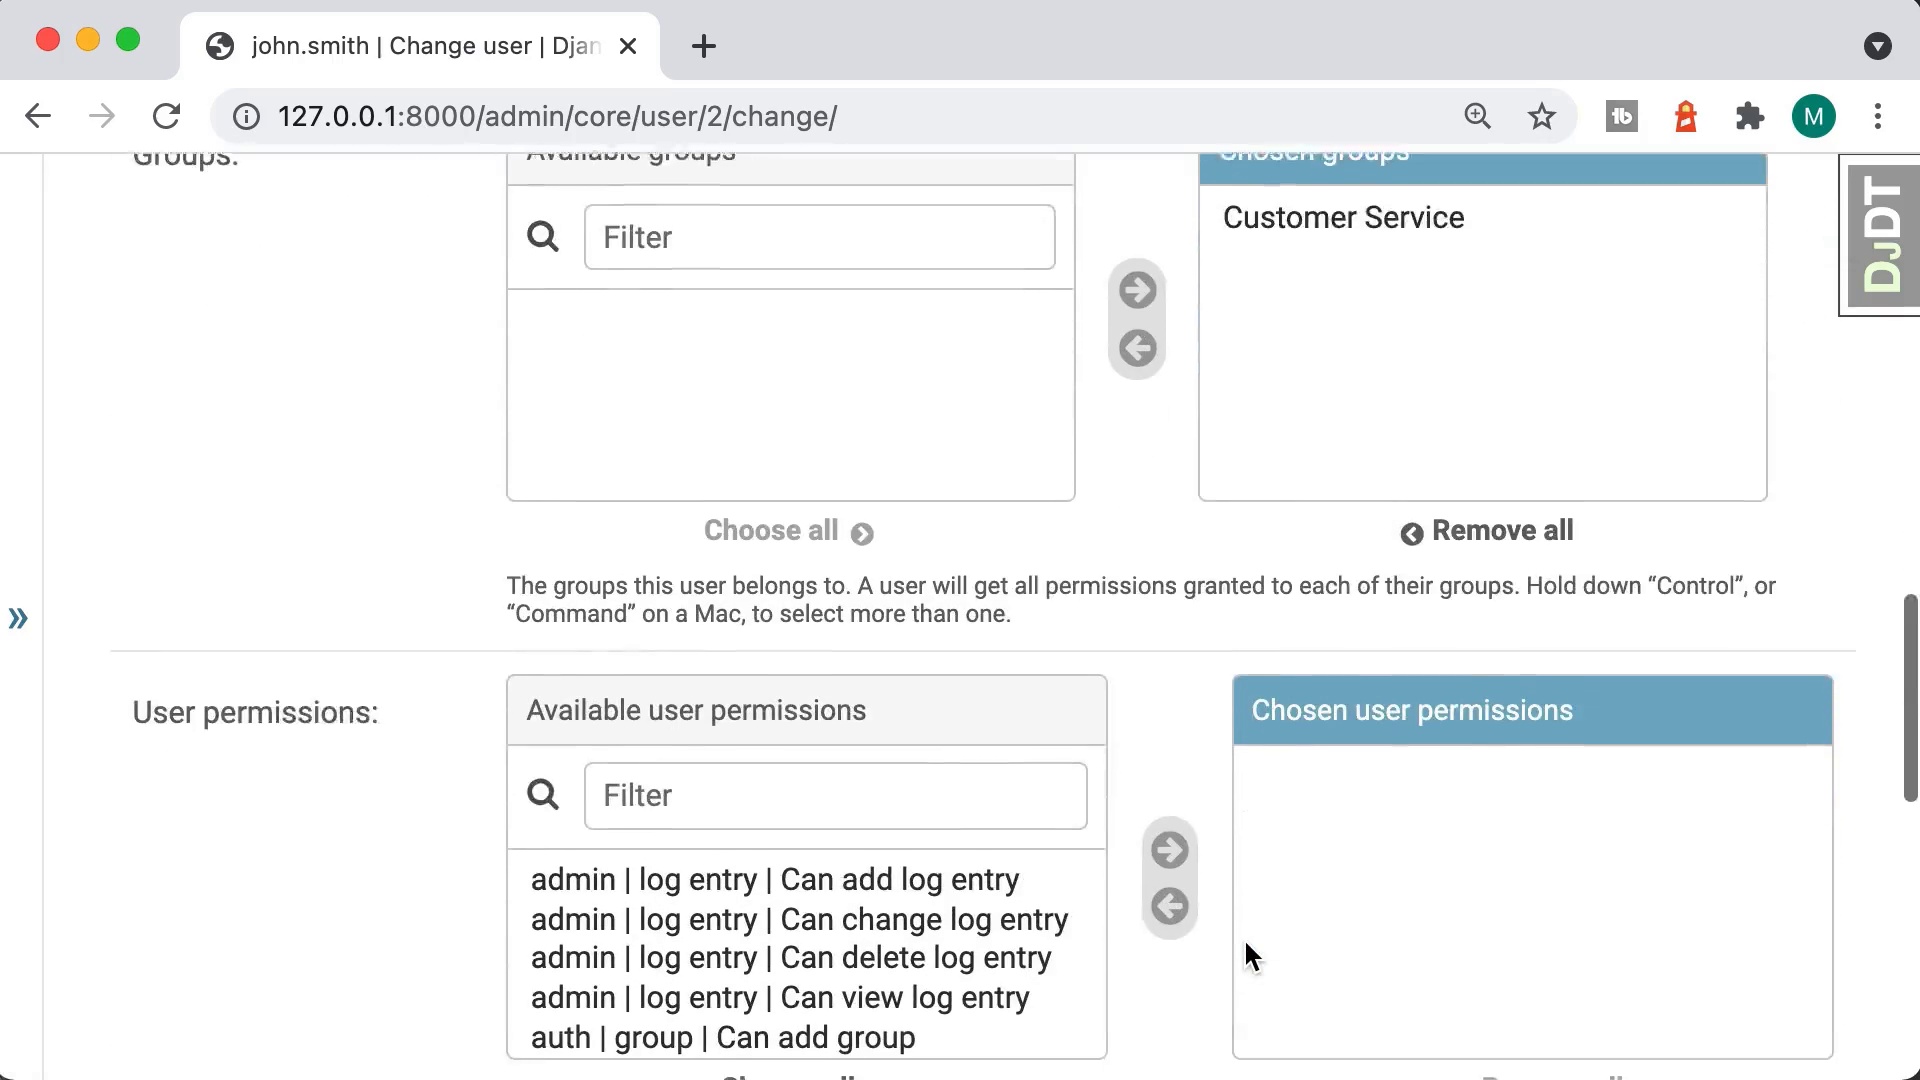 john.smith | Change user | Djan
127.0.0.1:8000/admin/core/user/2/change/
M
Groups:
Available groups
Chosen groups
DjDT
Filter
Customer Service
Choose all
Remove all
The groups this user belongs to. A user will get all permissions granted to each of their groups. Hold down “Control”, or
“Command” on a Mac, to select more than one.
User permissions:
Available user permissions
Chosen user permissions
Filter
admin | log entry | Can add log entry
admin | log entry | Can change log entry
admin | log entry | Can delete log entry
admin | log entry | Can view log entry
auth | group | Can add group